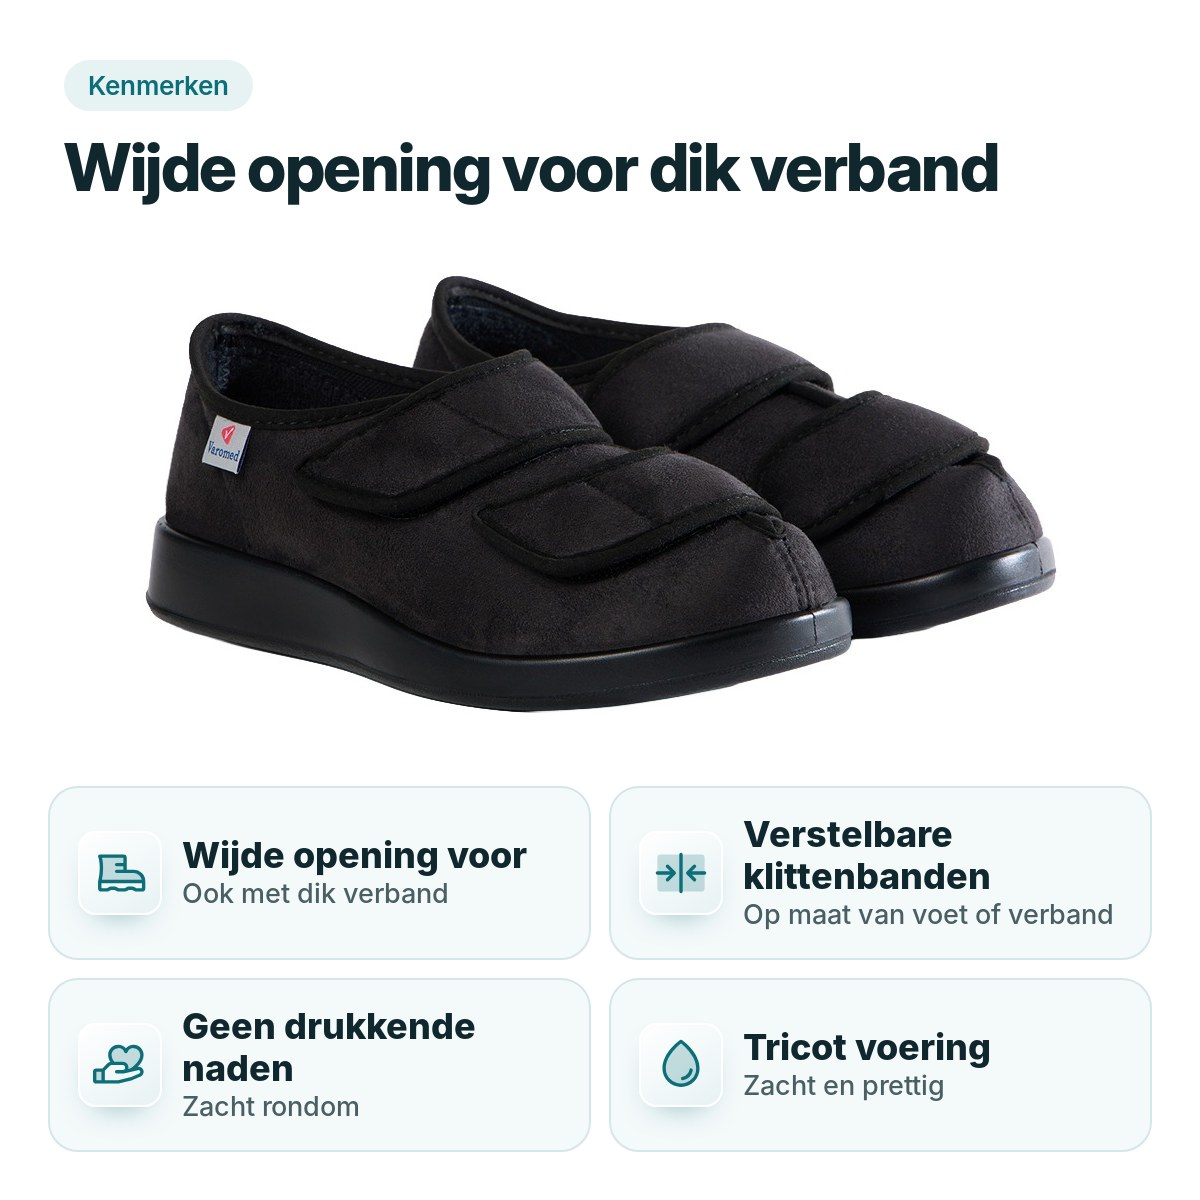 Kenmerken
Wijde opening voor dik verband
Varomed
Wijde opening voor
Ook met dik verband
Verstelbare
klittenbanden
Op maat van voet of verband
Geen drukkende
naden
Zacht rondom
Tricot voering
Zacht en prettig